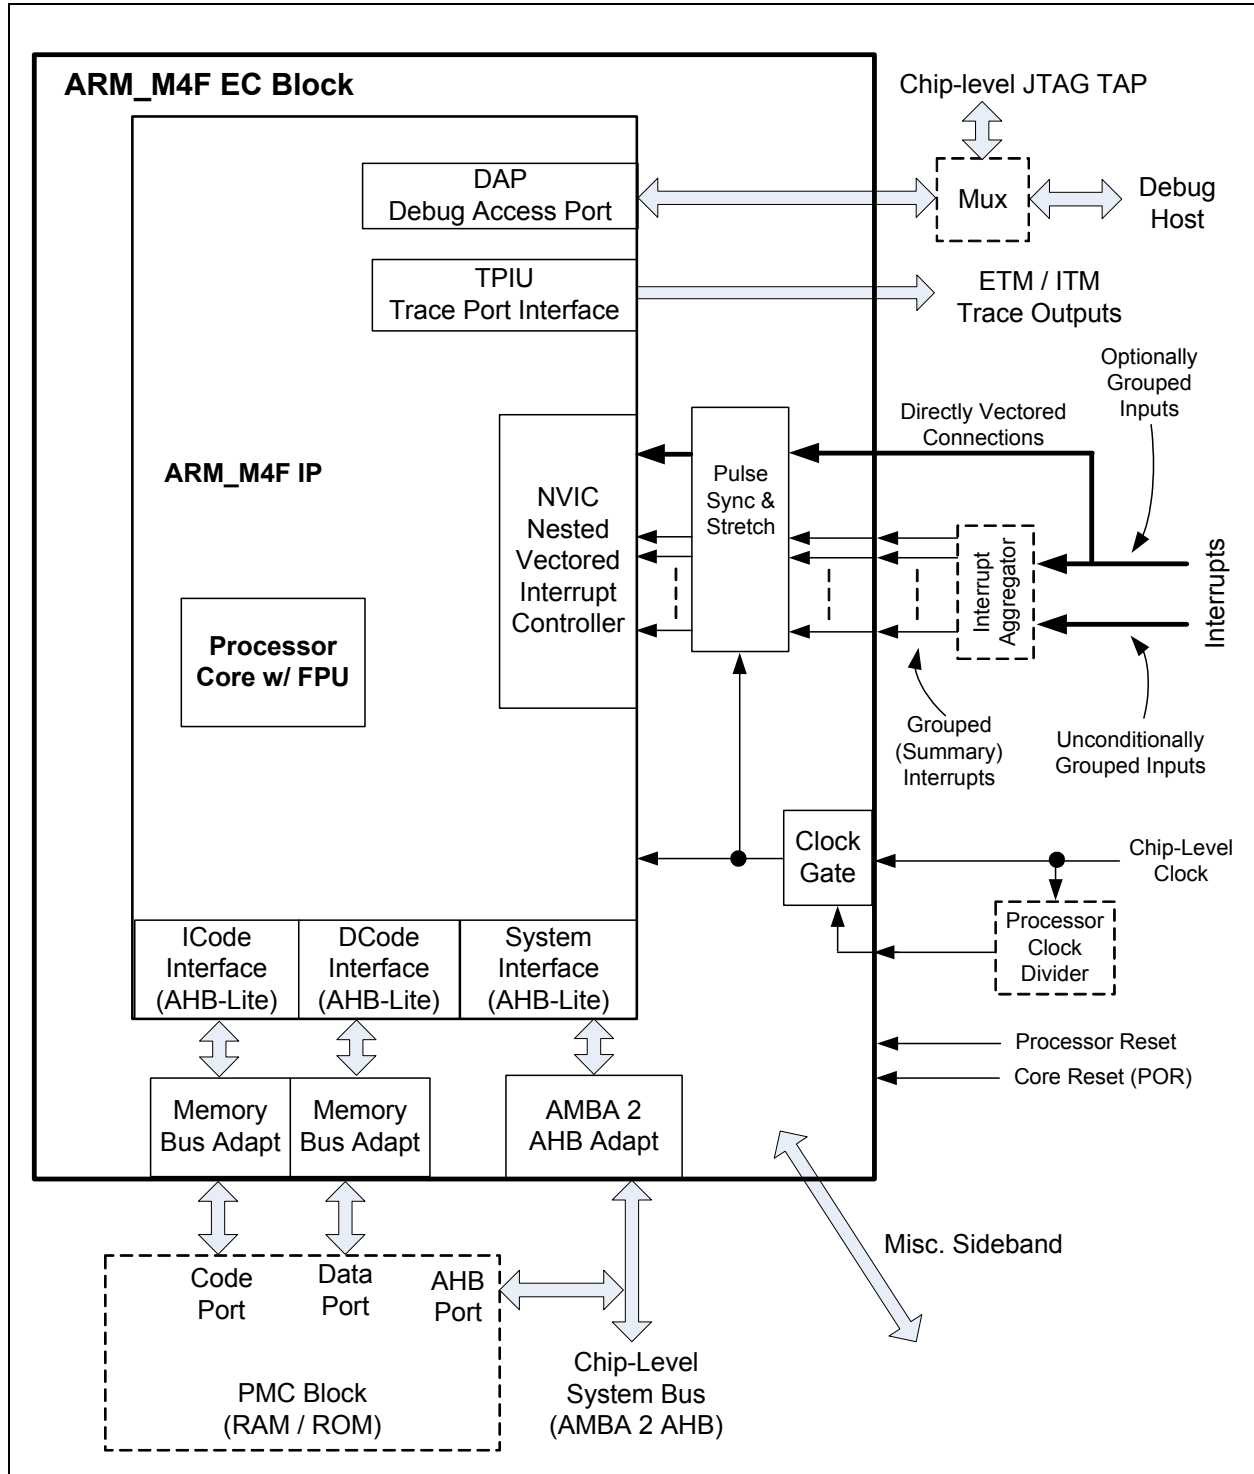 ARM_M4F EC Block
Chip-level JTAG TAP
DAP
Debug Access Port
Mux
Debug
Host
TPIU
Trace Port Interface
ETM / ITM
Trace Outputs
Optionally
Grouped
Inputs
Directly Vectored
Connections
ARM_M4F IP
NVIC
Nested
Vectored
Interrupt
Controller
Pulse
Sync &
Stretch
Interrupt
Aggregator
Interrupts
Processor
Core w/ FPU
Grouped
(Summary)
Interrupts
Unconditionally
Grouped Inputs
Clock
Gate
Chip-Level
Clock
Processor
Clock
Divider
ICode
Interface
(AHB-Lite)
DCode
Interface
(AHB-Lite)
System
Interface
(AHB-Lite)
Processor Reset
Core Reset (POR)
Memory
Bus Adapt
Memory
Bus Adapt
AMBA 2
AHB Adapt
Misc. Sideband
Code
Port
Data
Port
AHB
Port
PMC Block
(RAM / ROM)
Chip-Level
System Bus
(AMBA 2 AHB)